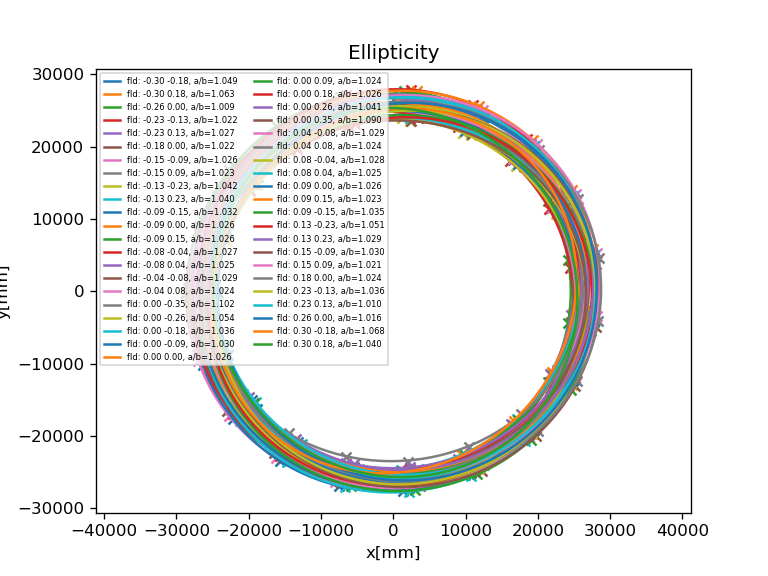 Ellipticity
30000
20000
10000
0
−10000
−20000
−30000
y[mm]
fld: -0.30 -0.18, a/b=1.049
fld: -0.30 0.18, a/b=1.063
fld: -0.26 0.00, a/b=1.009
fld: -0.23 -0.13, a/b=1.022
fld: -0.23 0.13, a/b=1.027
fld: -0.18 0.00, a/b=1.022
fld: -0.15 -0.09, a/b=1.026
fld: -0.15 0.09, a/b=1.023
fld: -0.13 -0.23, a/b=1.042
fld: -0.13 0.23, a/b=1.040
fld: -0.09 -0.15, a/b=1.032
fld: -0.09 0.00, a/b=1.026
fld: -0.09 0.15, a/b=1.026
fld: -0.08 -0.04, a/b=1.027
fld: -0.08 0.04, a/b=1.025
fld: -0.04 -0.08, a/b=1.029
fld: -0.04 0.08, a/b=1.024
fld: 0.00 -0.35, a/b=1.102
fld: 0.00 -0.26, a/b=1.054
fld: 0.00 -0.18, a/b=1.036
fld: 0.00 -0.09, a/b=1.030
fld: 0.00 0.00, a/b=1.026
fld: 0.00 0.09, a/b=1.024
fld: 0.00 0.18, a/b=1.026
fld: 0.00 0.26, a/b=1.041
fld: 0.00 0.35, a/b=1.090
fld: 0.04 -0.08, a/b=1.029
fld: 0.04 0.08, a/b=1.024
fld: 0.08 -0.04, a/b=1.028
fld: 0.08 0.04, a/b=1.025
fld: 0.09 0.00, a/b=1.026
fld: 0.09 0.15, a/b=1.023
fld: 0.09 -0.15, a/b=1.035
fld: 0.13 -0.23, a/b=1.051
fld: 0.13 0.23, a/b=1.029
fld: 0.15 -0.09, a/b=1.030
fld: 0.15 0.09, a/b=1.021
fld: 0.18 0.00, a/b=1.024
fld: 0.23 -0.13, a/b=1.036
fld: 0.23 0.13, a/b=1.010
fld: 0.26 0.00, a/b=1.016
fld: 0.30 -0.18, a/b=1.068
fld: 0.30 0.18, a/b=1.040
−40000 −30000 −20000 −10000 0 10000 20000 30000 40000
x[mm]